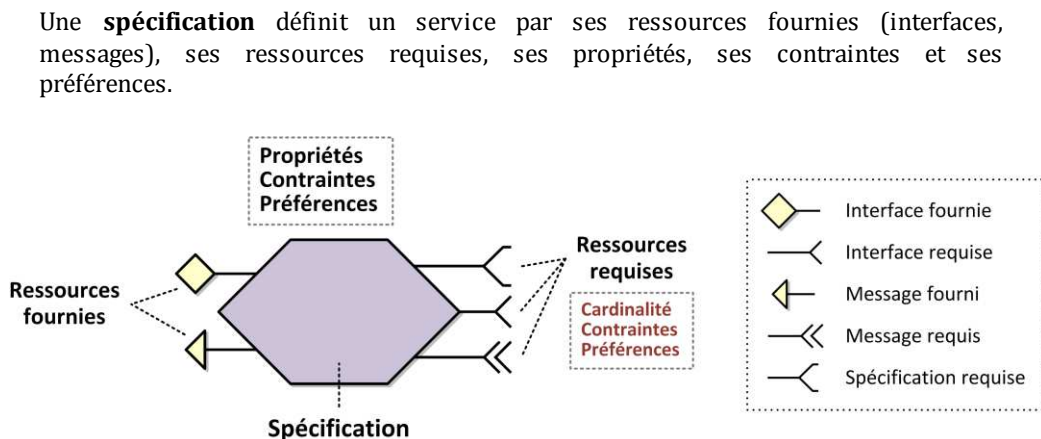 Une spécification définit un service par ses ressources fournies (interfaces,
messages), ses ressources requises, ses propriétés, ses contraintes et ses
préférences.
Propriétés
Contraintes
Préférences
Ressources
fournies
Ressources
requises
Cardinalité
Contraintes
Préférences
Spécification
Interface fournie
Interface requise
Message fourni
Message requis
Spécification requise